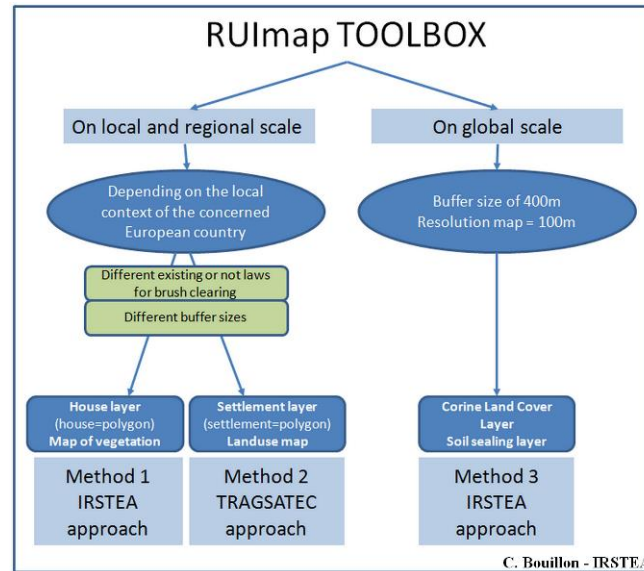 RUImap TOOLBOX
On local and regional scale
On global scale
Depending on the local
context of the concerned
European country
Buffer size of 400m
Resolution map = 100m
Different existing or not laws
for brush clearing
Different buffer sizes
House layer
(house=polygon)
Map of vegetation
Settlement layer
(settlement=polygon)
Landuse map
Corine Land Cover
Layer
Soil sealing layer
Method 1
IRSTEA
approach
Method 2
TRAGSATEC
approach
Method 3
IRSTEA
approach
C. Bouillon - IRSTEA